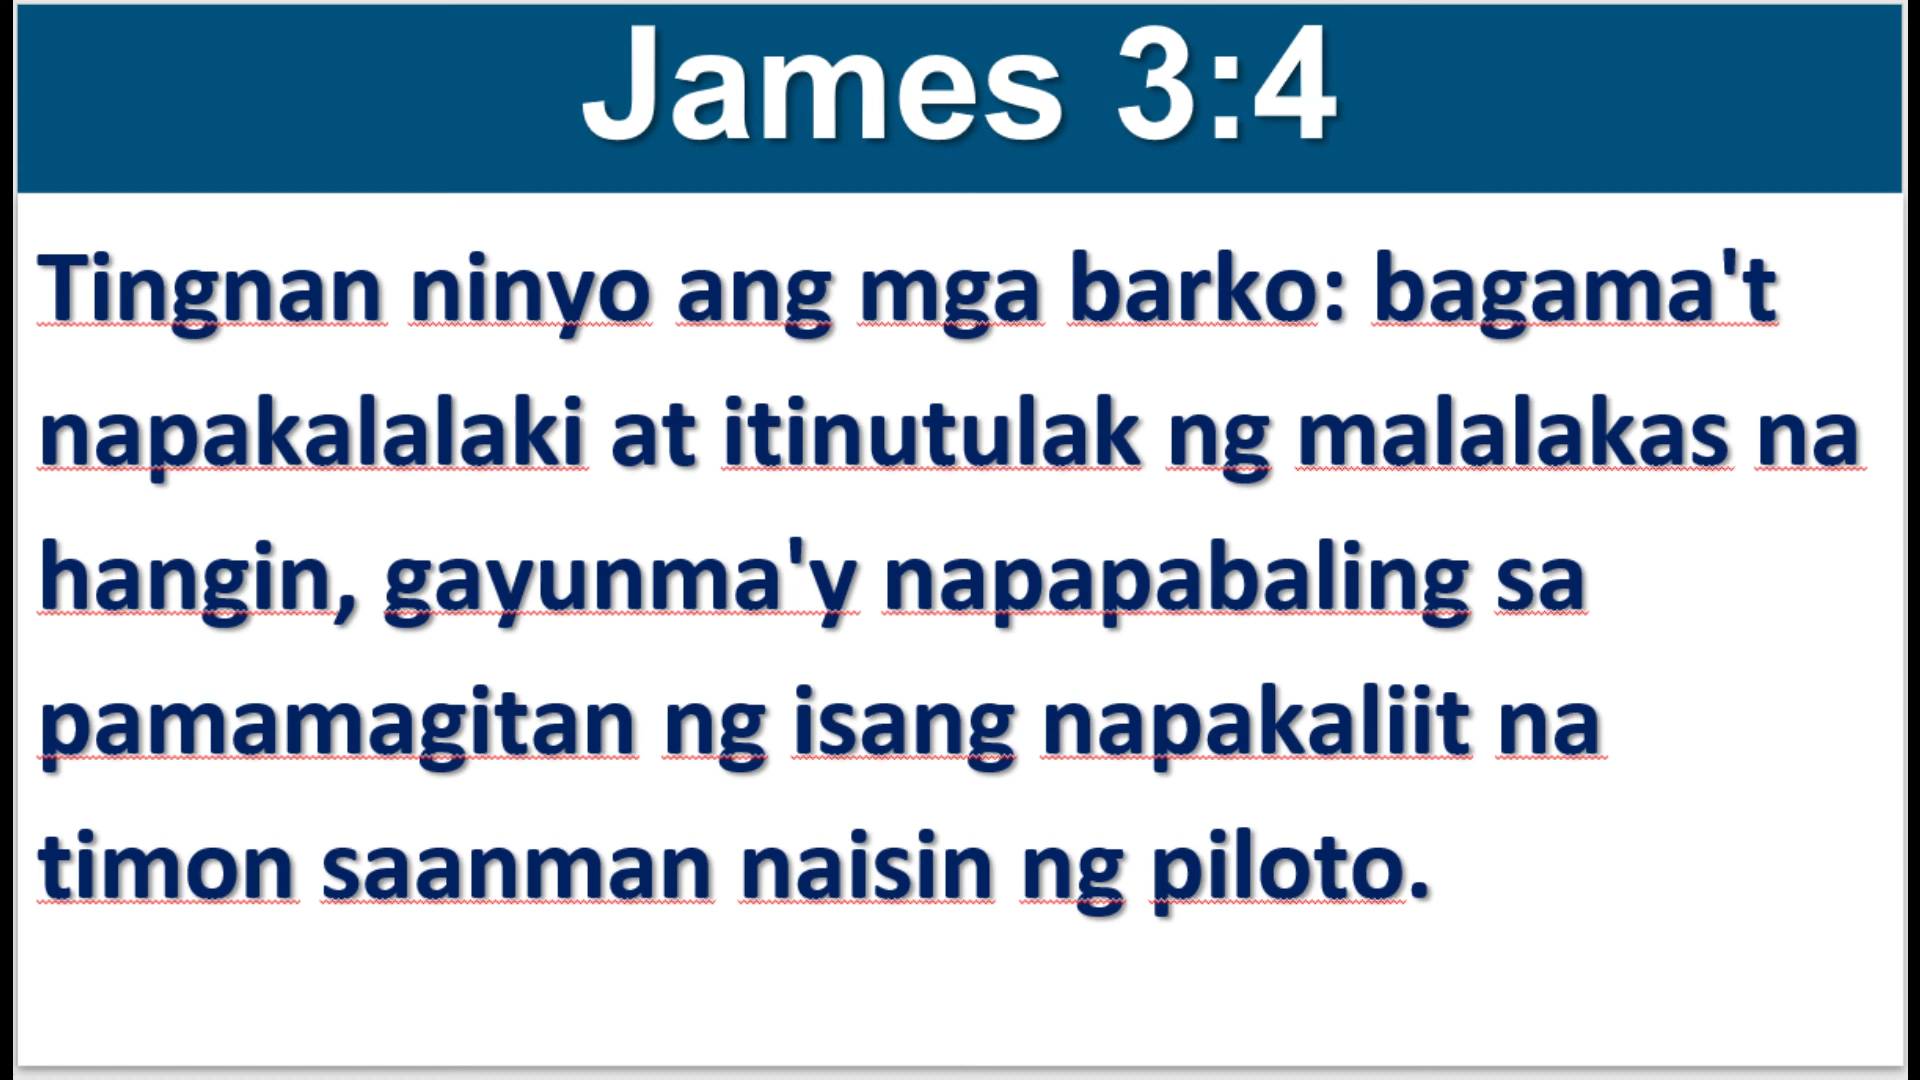 James 3:4
Tingnan ninyo ang mga barko: bagama't
napakalalaki at itinutulak ng malalakas na
hangin, gayunma'y napapabaling sa
pamamagitan ng isang napakaliit na
timon saanman naisin ng piloto.